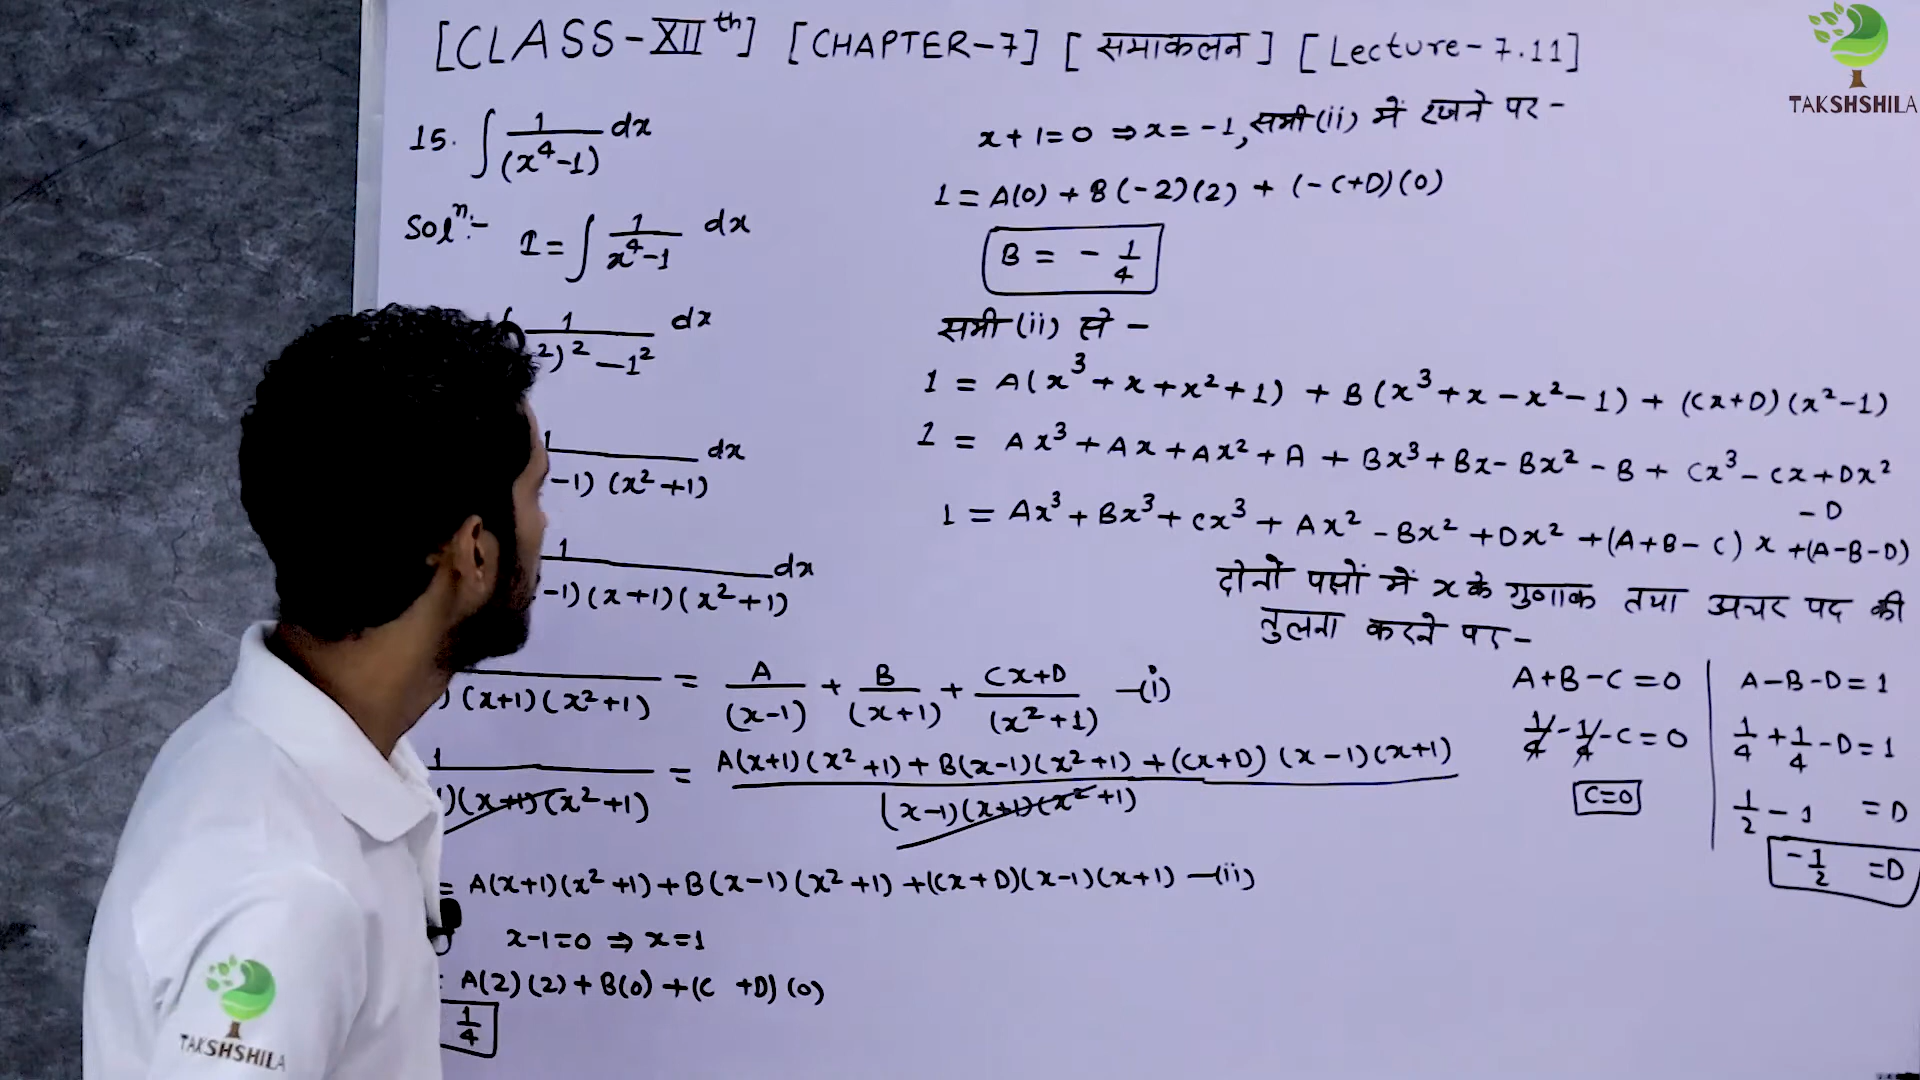 [CLASS-XIIth] [CHAPTER-7] [समाकलन] [Lecture-7.11]
TAKSHSHILA
15. ∫ 1/(x⁴-1) dx
Solⁿ:- I = ∫ 1/x⁴-1 dx
1/²)²-1² dx
1/-1)(x²+1) dx
1/-1)(x+1)(x²+1) dx
)(x+1)(x²+1) = A/(x-1) + B/(x+1) + Cx+D/(x²+1) —(i)
1/)(x+1)(x²+1) = A(x+1)(x²+1)+B(x-1)(x²+1)+(Cx+D)(x-1)(x+1)/(x-1)(x+1)(x²+1)
= A(x+1)(x²+1)+B(x-1)(x²+1)+(Cx+D)(x-1)(x+1) —(ii)
x-1=0 ⇒ x=1
A(2)(2)+B(0)+(C +D)(0)
1/4
x+1=0 ⇒ x=-1, समी(ii) में रखने पर -
1 = A(0) + B(-2)(2) + (-C+D)(0)
B = -1/4
समी(ii) से -
1 = A(x³+x+x²+1) + B(x³+x-x²-1) + (Cx+D)(x²-1)
1 = Ax³+Ax+Ax²+A+Bx³+Bx-Bx²-B+Cx³-Cx+Dx²
-D
1 = Ax³+Bx³+Cx³+Ax²-Bx²+Dx²+(A+B-C)x+(A-B-D)
दोनो पक्षों में x के गुणाक तथा अचर पद की
तुलना करने पर -
A+B-C=0
1/4-1/4-C=0
C=0
A-B-D=1
1/4+1/4-D=1
1/2-1 =D
-1/2 =D
TAKSHSHILA